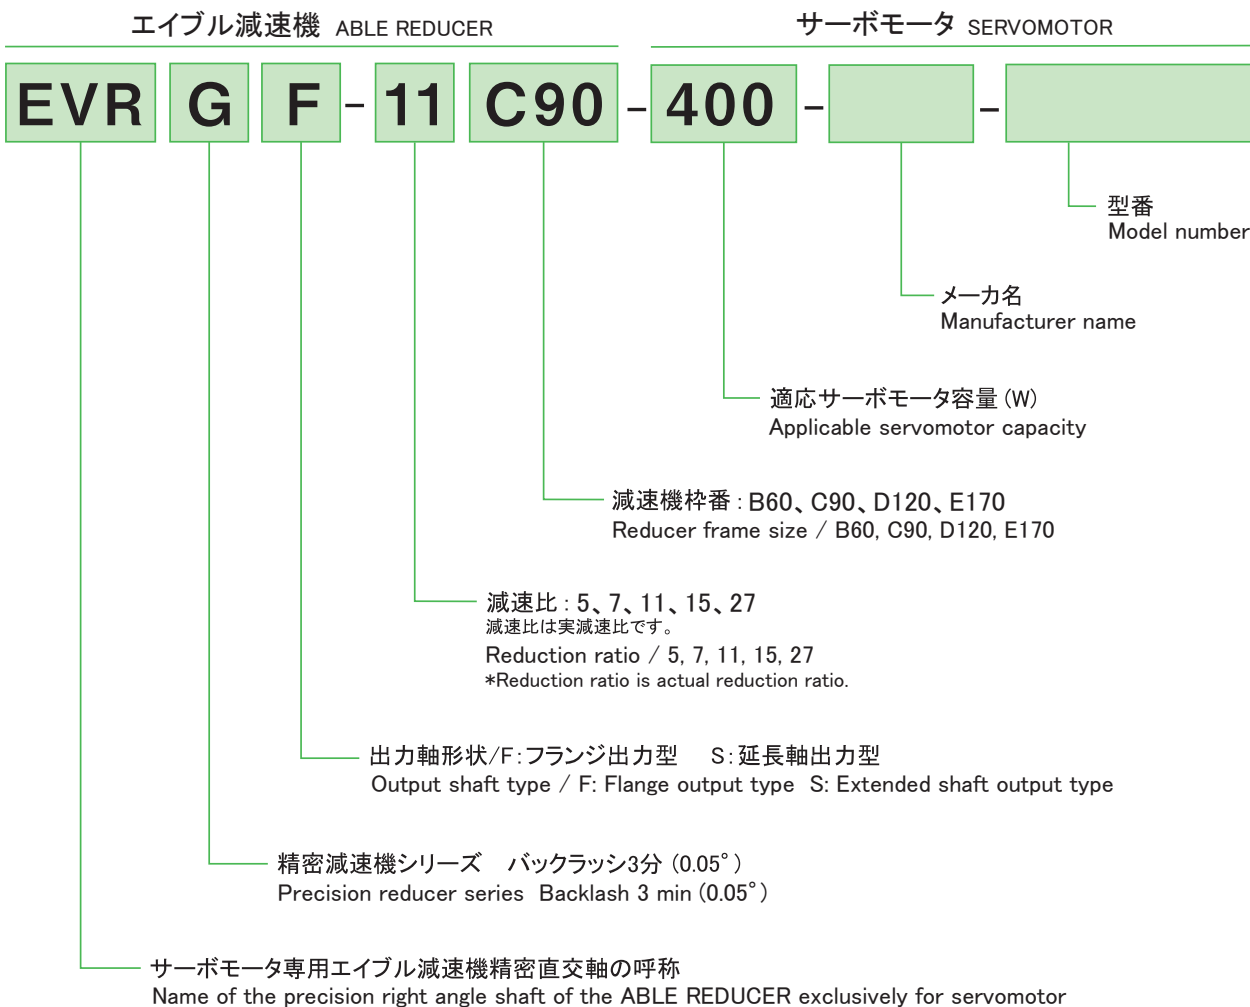 エイブル減速機 ABLE REDUCER
サーボモータ SERVOMOTOR
EVR G F - 11 C90 - 400 - -
型番
Model number
メーカ名
Manufacturer name
適応サーボモータ容量 (W)
Applicable servomotor capacity
減速機枠番 : B60、C90、D120、E170
Reducer frame size / B60, C90, D120, E170
減速比 : 5、7、11、15、27
減速比は実減速比です。
Reduction ratio / 5, 7, 11, 15, 27
*Reduction ratio is actual reduction ratio.
出力軸形状/F:フランジ出力型 S:延長軸出力型
Output shaft type / F: Flange output type S: Extended shaft output type
精密減速機シリーズ バックラッシ3分 (0.05°)
Precision reducer series Backlash 3 min (0.05°)
サーボモータ専用エイブル減速機精密直交軸の呼称
Name of the precision right angle shaft of the ABLE REDUCER exclusively for servomotor